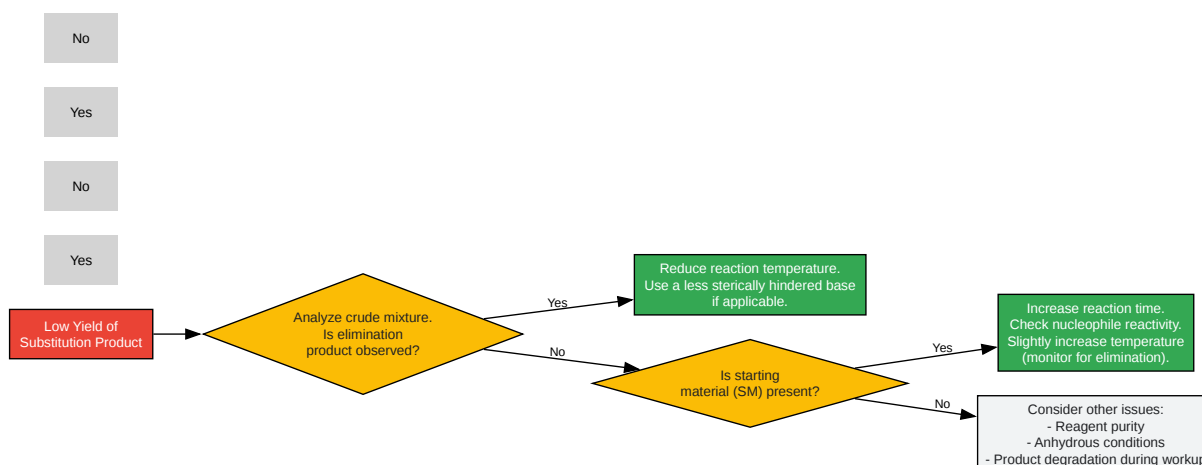 No
Yes
No
Yes
Low Yield of
Substitution Product
Analyze crude mixture.
Is elimination
product observed?
Yes
No
Reduce reaction temperature.
Use a less sterically hindered base
if applicable.
Is starting
material (SM) present?
Yes
No
Increase reaction time.
Check nucleophile reactivity.
Slightly increase temperature
(monitor for elimination).
Consider other issues:
- Reagent purity
- Anhydrous conditions
- Product degradation during workup